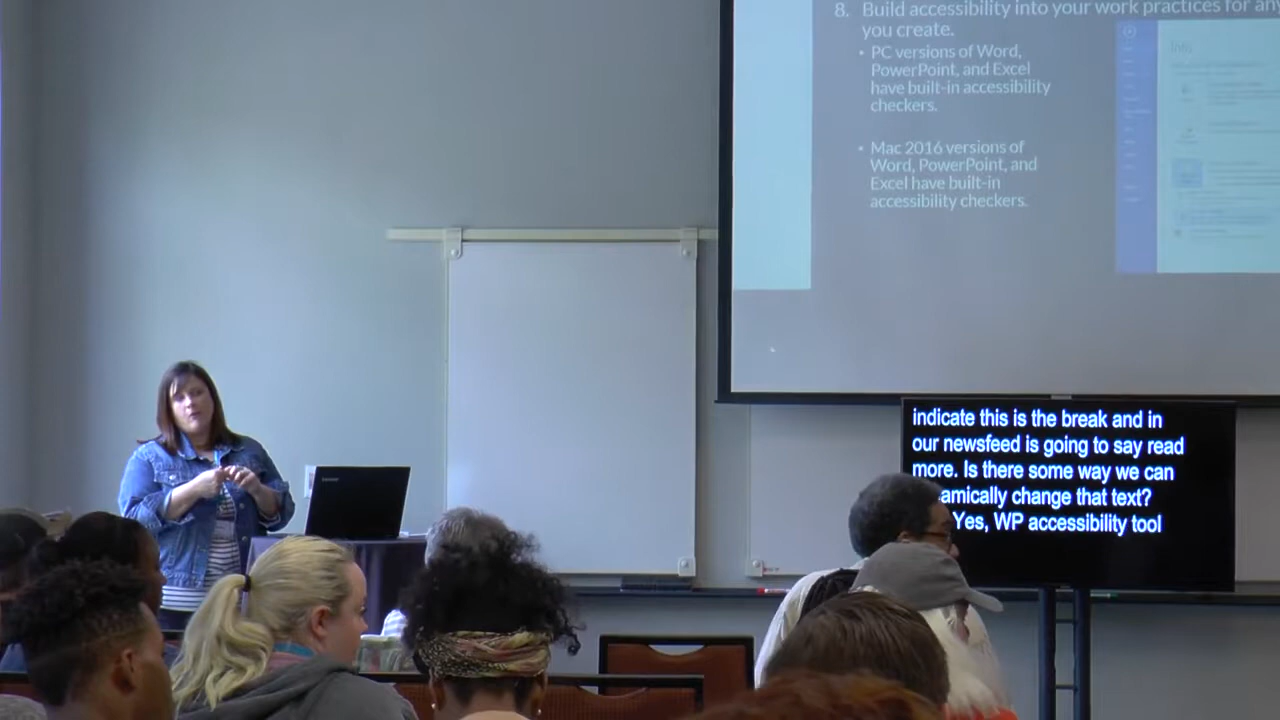 8. Build accessibility into your work practices for any
you create.
• PC versions of Word,
PowerPoint, and Excel
have built-in accessibility
checkers.
• Mac 2016 versions of
Word, PowerPoint, and
Excel have built-in
accessibility checkers.
Info
indicate this is the break and in
our newsfeed is going to say read
more. Is there some way we can
amically change that text?
Yes, WP accessibility tool